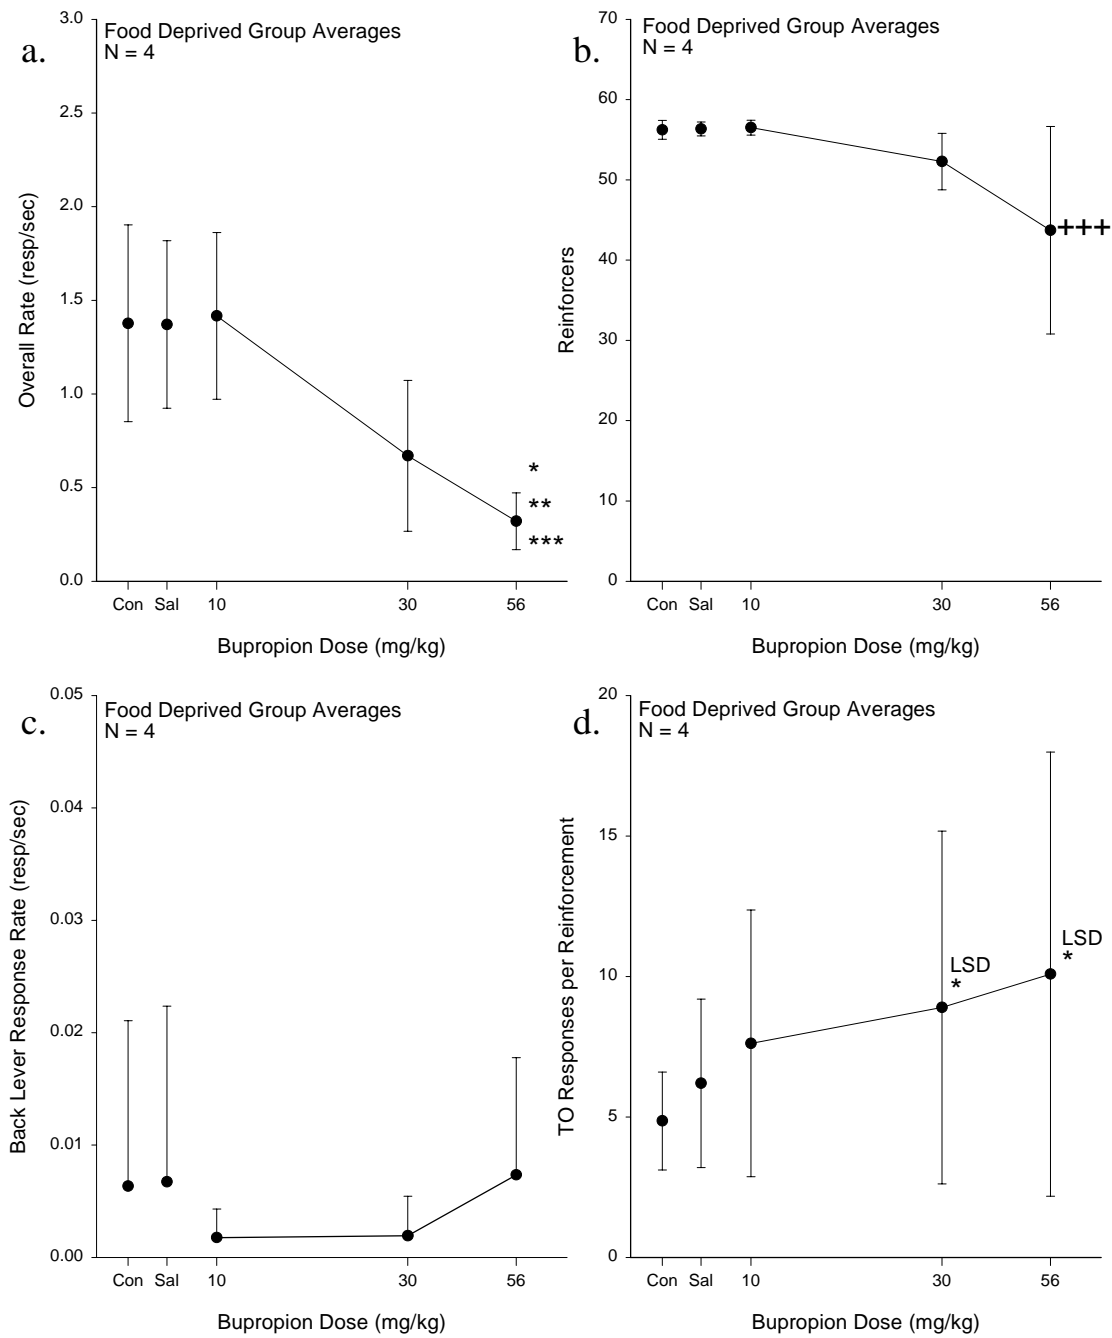 a.
Food Deprived Group Averages
N = 4
Overall Rate (resp/sec)
3.0
2.5
2.0
1.5
1.0
0.5
0.0
*
**
***
Con Sal 10 30 56
Bupropion Dose (mg/kg)
b.
Food Deprived Group Averages
N = 4
Reinforcers
70
60
50
40
30
20
10
0
+++
Con Sal 10 30 56
Bupropion Dose (mg/kg)
c.
Food Deprived Group Averages
N = 4
Back Lever Response Rate (resp/sec)
0.05
0.04
0.03
0.02
0.01
0.00
Con Sal 10 30 56
Bupropion Dose (mg/kg)
d.
Food Deprived Group Averages
N = 4
TO Responses per Reinforcement
20
15
10
5
0
LSD
*
LSD
*
Con Sal 10 30 56
Bupropion Dose (mg/kg)